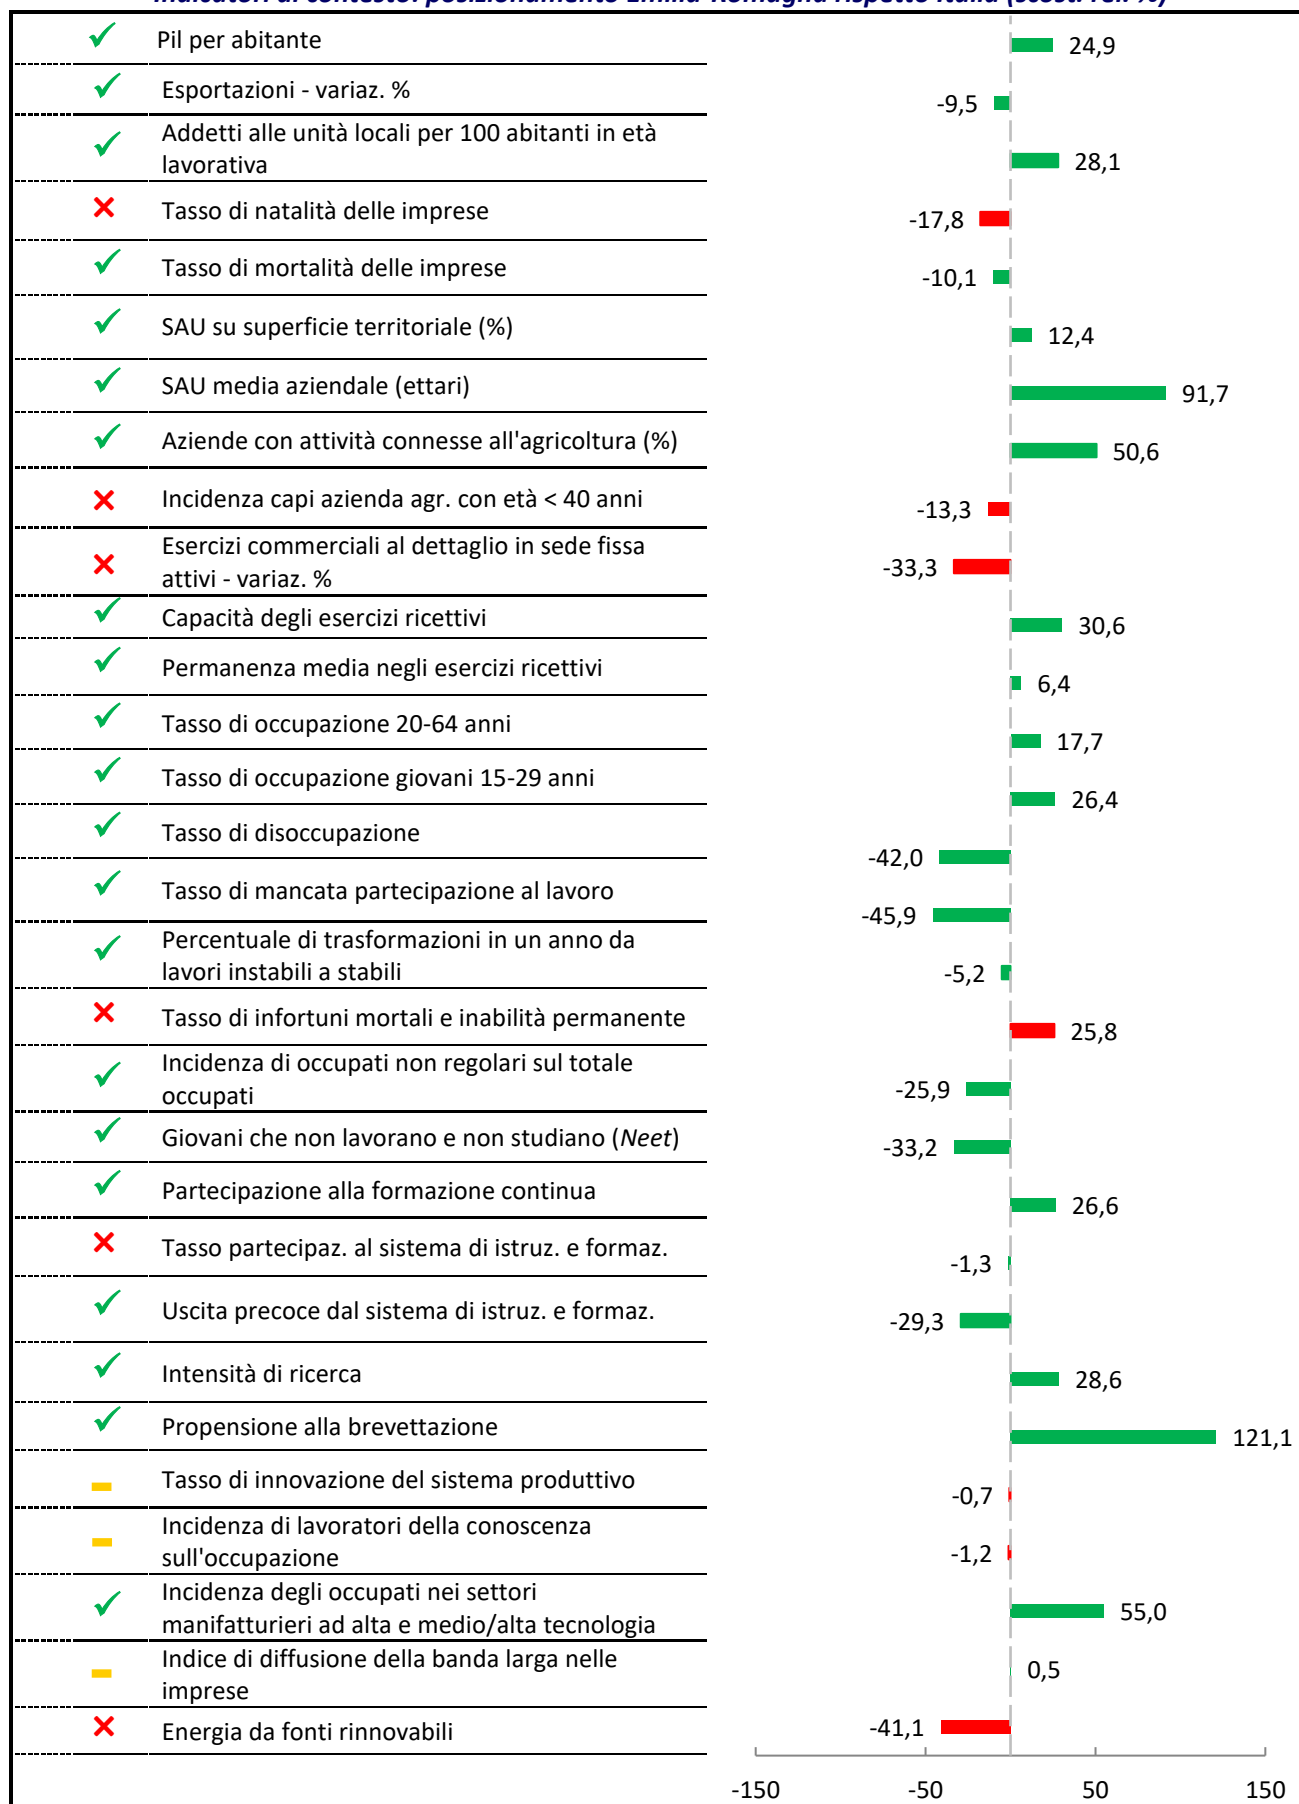 Indicatori di contesto: posizionamento Emilia-Romagna rispetto Italia (scost. rel. %)
Pil per abitante
24,9
Esportazioni - variaz. %
-9,5
Addetti alle unità locali per 100 abitanti in età
lavorativa
28,1
Tasso di natalità delle imprese
-17,8
Tasso di mortalità delle imprese
-10,1
SAU su superficie territoriale (%)
12,4
SAU media aziendale (ettari)
91,7
Aziende con attività connesse all'agricoltura (%)
50,6
Incidenza capi azienda agr. con età < 40 anni
-13,3
Esercizi commerciali al dettaglio in sede fissa
attivi - variaz. %
-33,3
Capacità degli esercizi ricettivi
30,6
Permanenza media negli esercizi ricettivi
6,4
Tasso di occupazione 20-64 anni
17,7
Tasso di occupazione giovani 15-29 anni
26,4
Tasso di disoccupazione
-42,0
Tasso di mancata partecipazione al lavoro
-45,9
Percentuale di trasformazioni in un anno da
lavori instabili a stabili
-5,2
Tasso di infortuni mortali e inabilità permanente
25,8
Incidenza di occupati non regolari sul totale
occupati
-25,9
Giovani che non lavorano e non studiano (Neet)
-33,2
Partecipazione alla formazione continua
26,6
Tasso partecipaz. al sistema di istruz. e formaz.
-1,3
Uscita precoce dal sistema di istruz. e formaz.
-29,3
Intensità di ricerca
28,6
Propensione alla brevettazione
121,1
Tasso di innovazione del sistema produttivo
-0,7
Incidenza di lavoratori della conoscenza
sull'occupazione
-1,2
Incidenza degli occupati nei settori
manifatturieri ad alta e medio/alta tecnologia
55,0
Indice di diffusione della banda larga nelle
imprese
0,5
Energia da fonti rinnovabili
-41,1
-150 -50 50 150